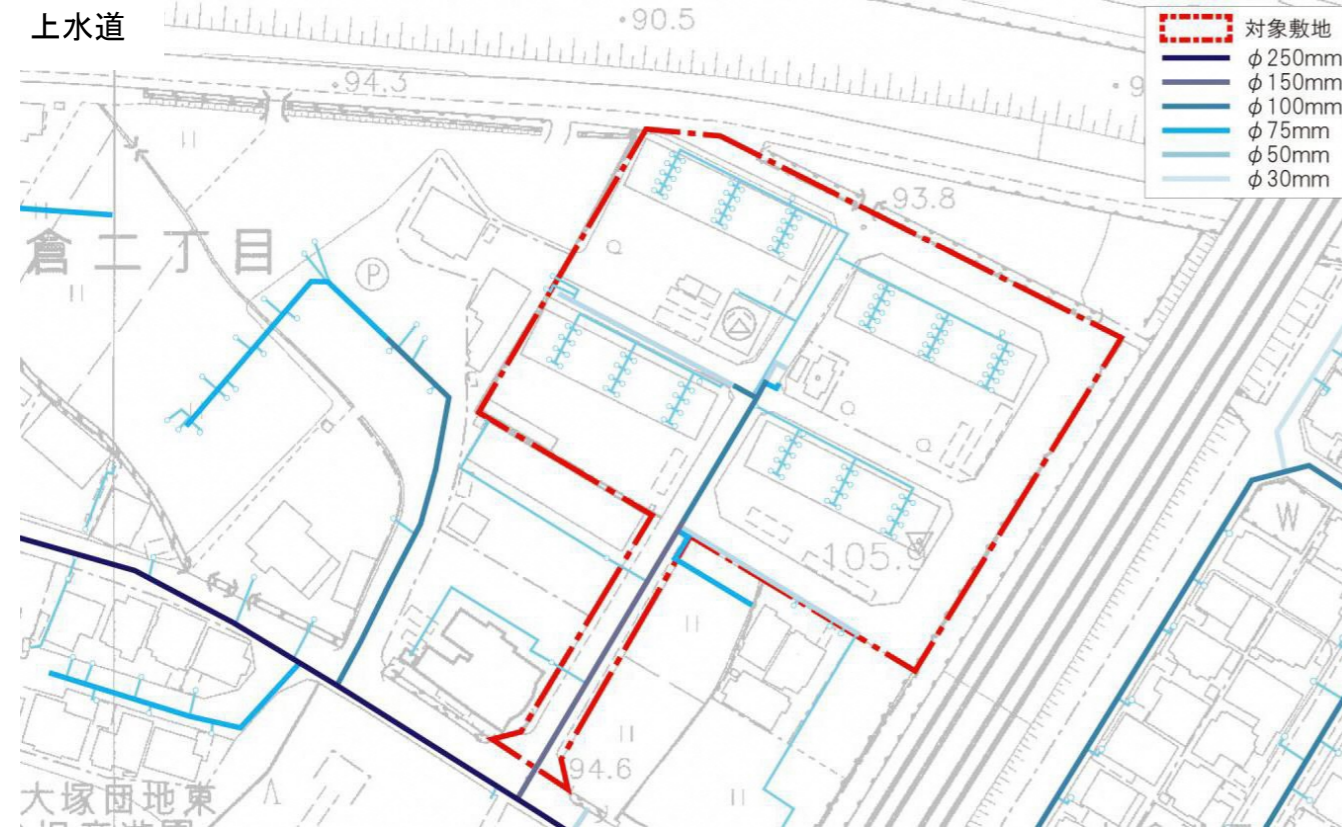 上水道
・90.5
対象敷地
φ250mm
φ150mm
φ100mm
φ75mm
φ50mm
φ30mm
・94.3
・9
93.8
倉二丁目
P
105.9
W
94.6
大塚団地東